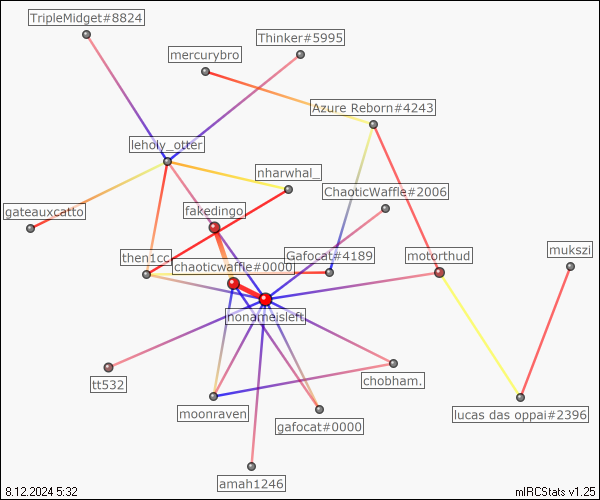 TripleMidget#8824
Thinker#5995
mercurybro
Azure Reborn#4243
leholy_otter
nharwhal_
ChaoticWaffle#2006
gateauxcatto
fakedingo
then1cc
chaoticwaffle#0000
Gafocat#4189
motorthud
mukszi
nonameisleft
tt532
chobham.
moonraven
gafocat#0000
lucas das oppai#2396
amah1246
8.12.2024 5:32
mIRCStats v1.25